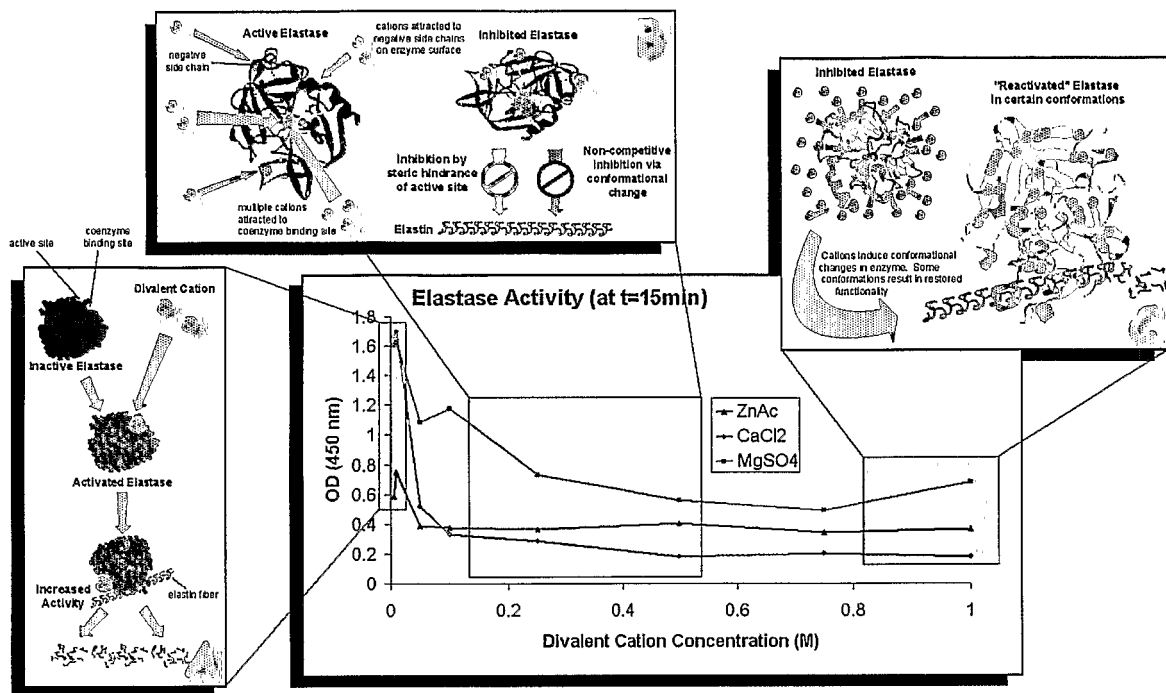 Active Elastase
negative
side chain
cations attracted to
negative side chains
on enzyme surface
Inhibited Elastase
multiple cations
attracted to
coenzyme binding site
Inhibition by
steric hindrance
of active site
Non-competitive
inhibition via
conformational
change
Elastin
Inhibited Elastase
"Reactivated" Elastase
in certain conformations
Cations induce conformational
changes in enzyme. Some
conformations result in restored
functionality
active site
coenzyme
binding site
Divalent Cation
Inactive Elastase
Activated Elastase
Increased
Activity
elastin fiber
Elastase Activity (at t=15min)
OD (450 nm)
1.8
1.6
1.4
1.2
1
0.8
0.6
0.4
0.2
0
ZnAc
CaCl2
MgSO4
0
0.2
0.4
0.6
0.8
1
Divalent Cation Concentration (M)